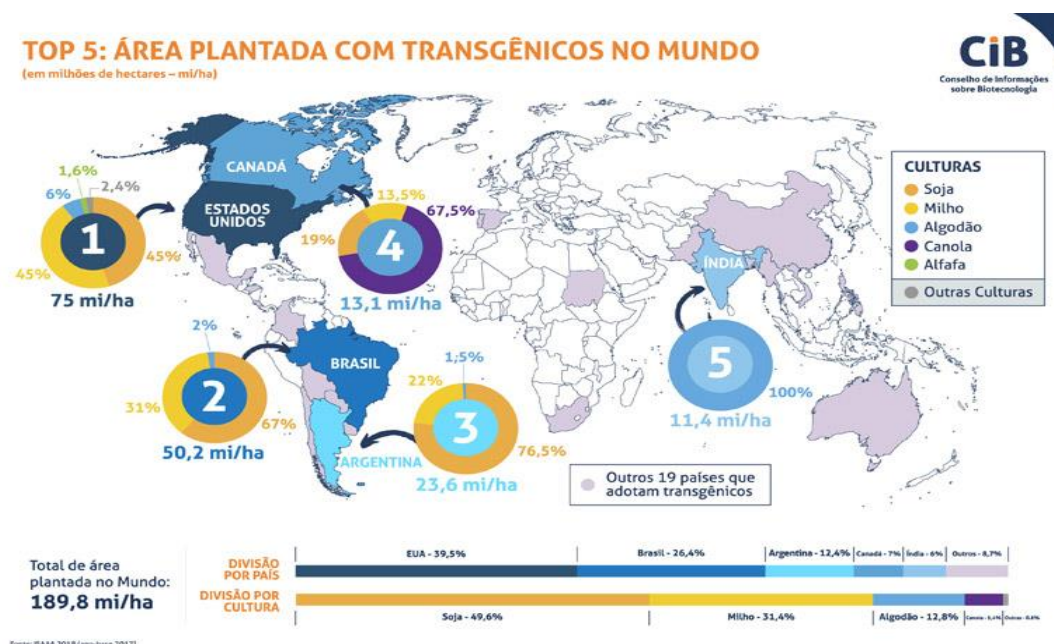 TOP 5: ÁREA PLANTADA COM TRANSGÊNICOS NO MUNDO
(em milhões de hectares – mi/ha)
CiB
Conselho de Informações
sobre Biotecnologia
CANADÁ
ESTADOS
UNIDOS
1,6%
6%
2,4%
1
45%
45%
75 mi/ha
13,5%
67,5%
19%
4
13,1 mi/ha
CULTURAS
Soja
Milho
Algodão
Canola
Alfafa
Outras Culturas
ÍNDIA
5
100%
11,4 mi/ha
BRASIL
2%
2
31%
67%
50,2 mi/ha
1,5%
22%
3
76,5%
ARGENTINA
23,6 mi/ha
Outros 19 países que
adotam transgênicos
Total de área
plantada no Mundo:
189,8 mi/ha
DIVISÃO
POR PAÍS
EUA - 39,5%
Brasil - 26,4%
Argentina - 12,4%
Canadá - 7%
Índia - 6%
Outros - 8,7%
DIVISÃO POR
CULTURA
Soja - 49,6%
Milho - 31,4%
Algodão - 12,8%
Canola
Outras